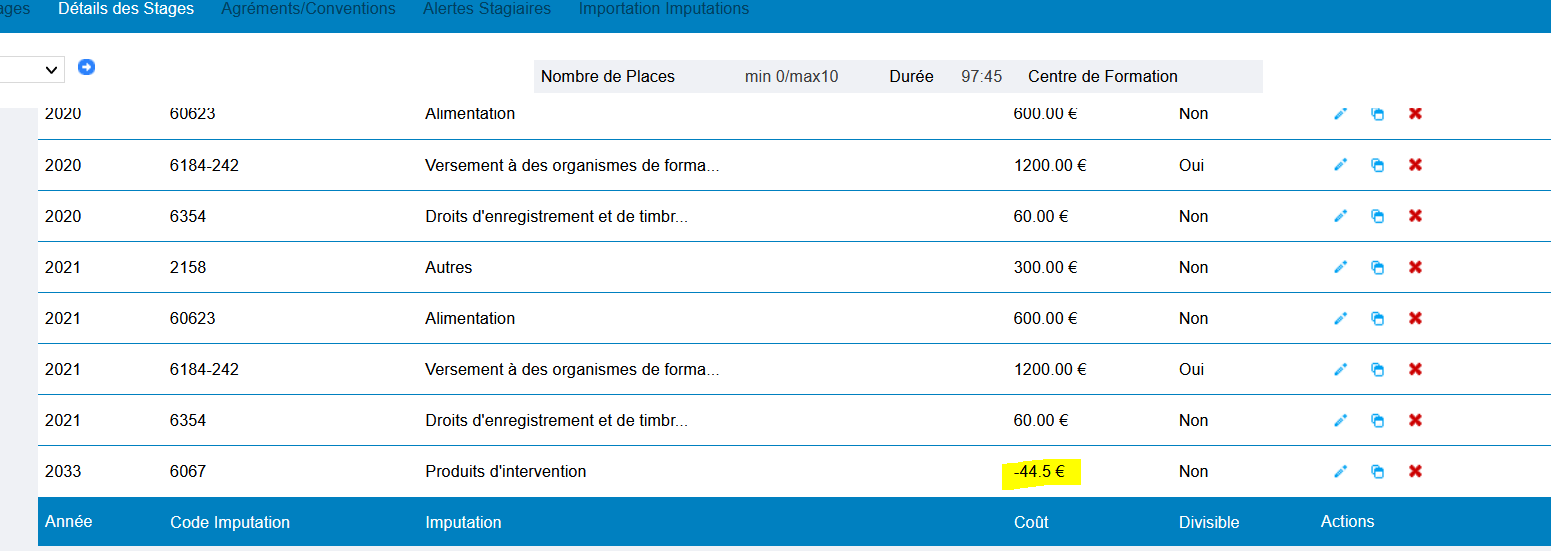 Détails des Stages Agréments/Conventions Alertes Stagiaires Importation Imputations
Nombre de Places min 0/max10 Durée 97:45 Centre de Formation
2020 60623 Alimentation 600.00 € Non
2020 6184-242 Versement à des organismes de forma... 1200.00 € Oui
2020 6354 Droits d'enregistrement et de timbr... 60.00 € Non
2021 2158 Autres 300.00 € Non
2021 60623 Alimentation 600.00 € Non
2021 6184-242 Versement à des organismes de forma... 1200.00 € Oui
2021 6354 Droits d'enregistrement et de timbr... 60.00 € Non
2033 6067 Produits d'intervention -44.5 € Non
Année Code Imputation Imputation Coût Divisible Actions